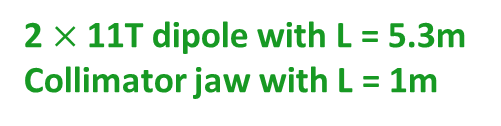 2 × 11T dipole with L = 5.3m
Collimator jaw with L = 1m